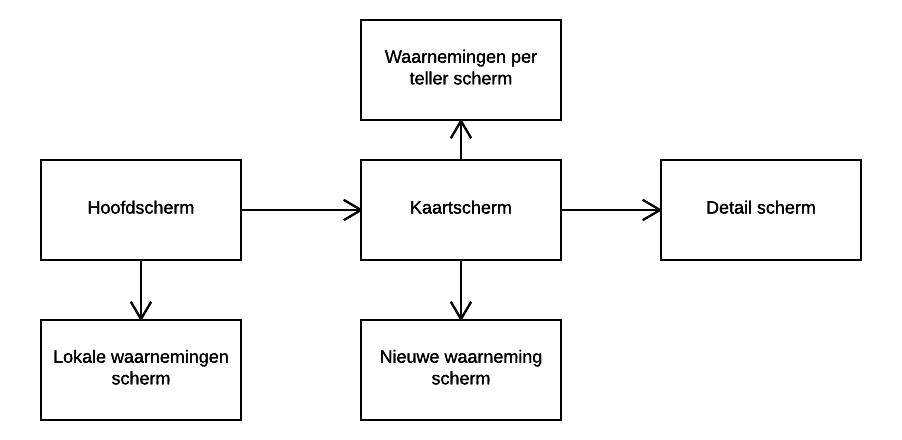 Waarnemingen per
teller scherm
Hoofdscherm
Kaartscherm
Detail scherm
Lokale waarnemingen
scherm
Nieuwe waarneming
scherm